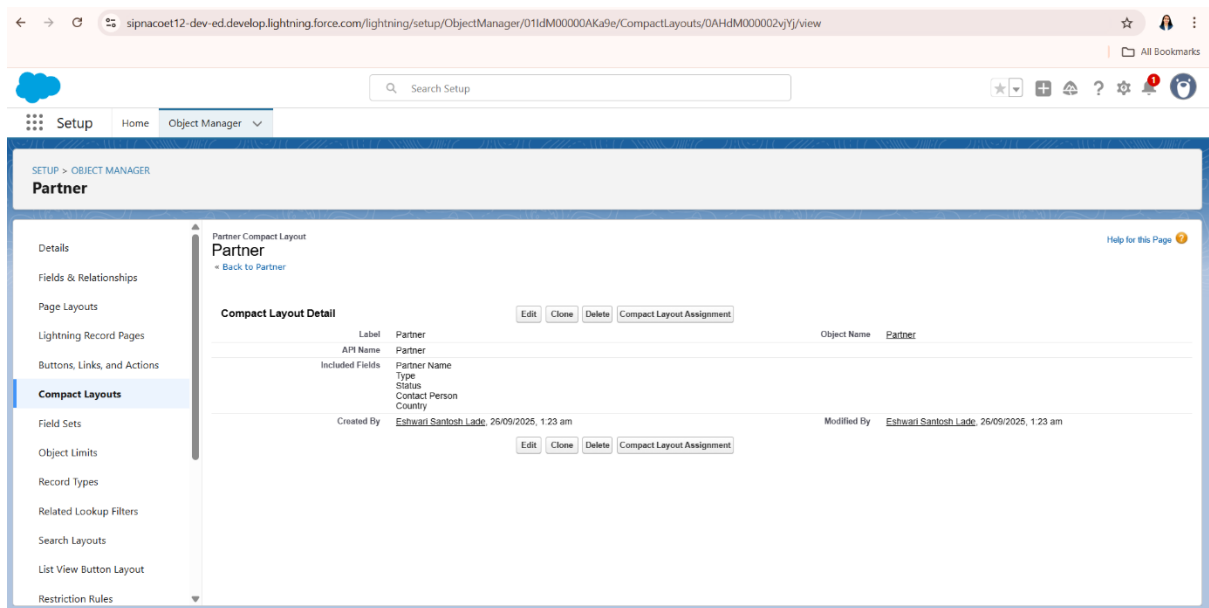 sipnacoet12-dev-ed.develop.lightning.force.com/lightning/setup/ObjectManager/01IdM00000AKa9e/CompactLayouts/0AHdM000002vjYj/view
All Bookmarks
Search Setup
1
Setup Home Object Manager
SETUP > OBJECT MANAGER
Partner
Details
Fields & Relationships
Page Layouts
Lightning Record Pages
Buttons, Links, and Actions
Compact Layouts
Field Sets
Object Limits
Record Types
Related Lookup Filters
Search Layouts
List View Button Layout
Restriction Rules
Partner Compact Layout
Partner
« Back to Partner
Help for this Page ?
Compact Layout Detail Edit Clone Delete Compact Layout Assignment
Label Partner Object Name Partner
API Name Partner
Included Fields Partner Name
Type
Status
Contact Person
Country
Created By Eshwari Santosh Lade, 26/09/2025, 1:23 am Modified By Eshwari Santosh Lade, 26/09/2025, 1:23 am
Edit Clone Delete Compact Layout Assignment